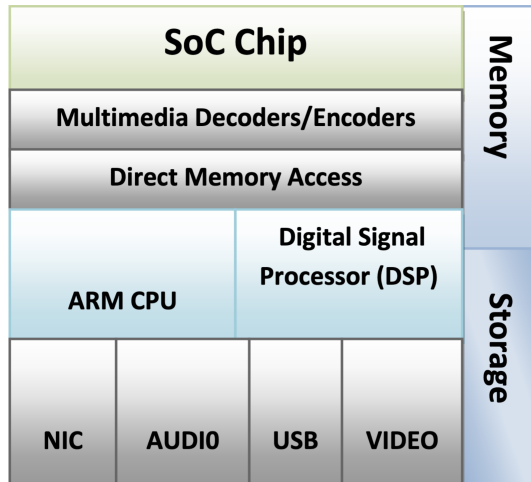 SoC Chip
Multimedia Decoders/Encoders
Direct Memory Access
ARM CPU
Digital Signal
Processor (DSP)
NIC
AUDI0
USB
VIDEO
Memory
Storage